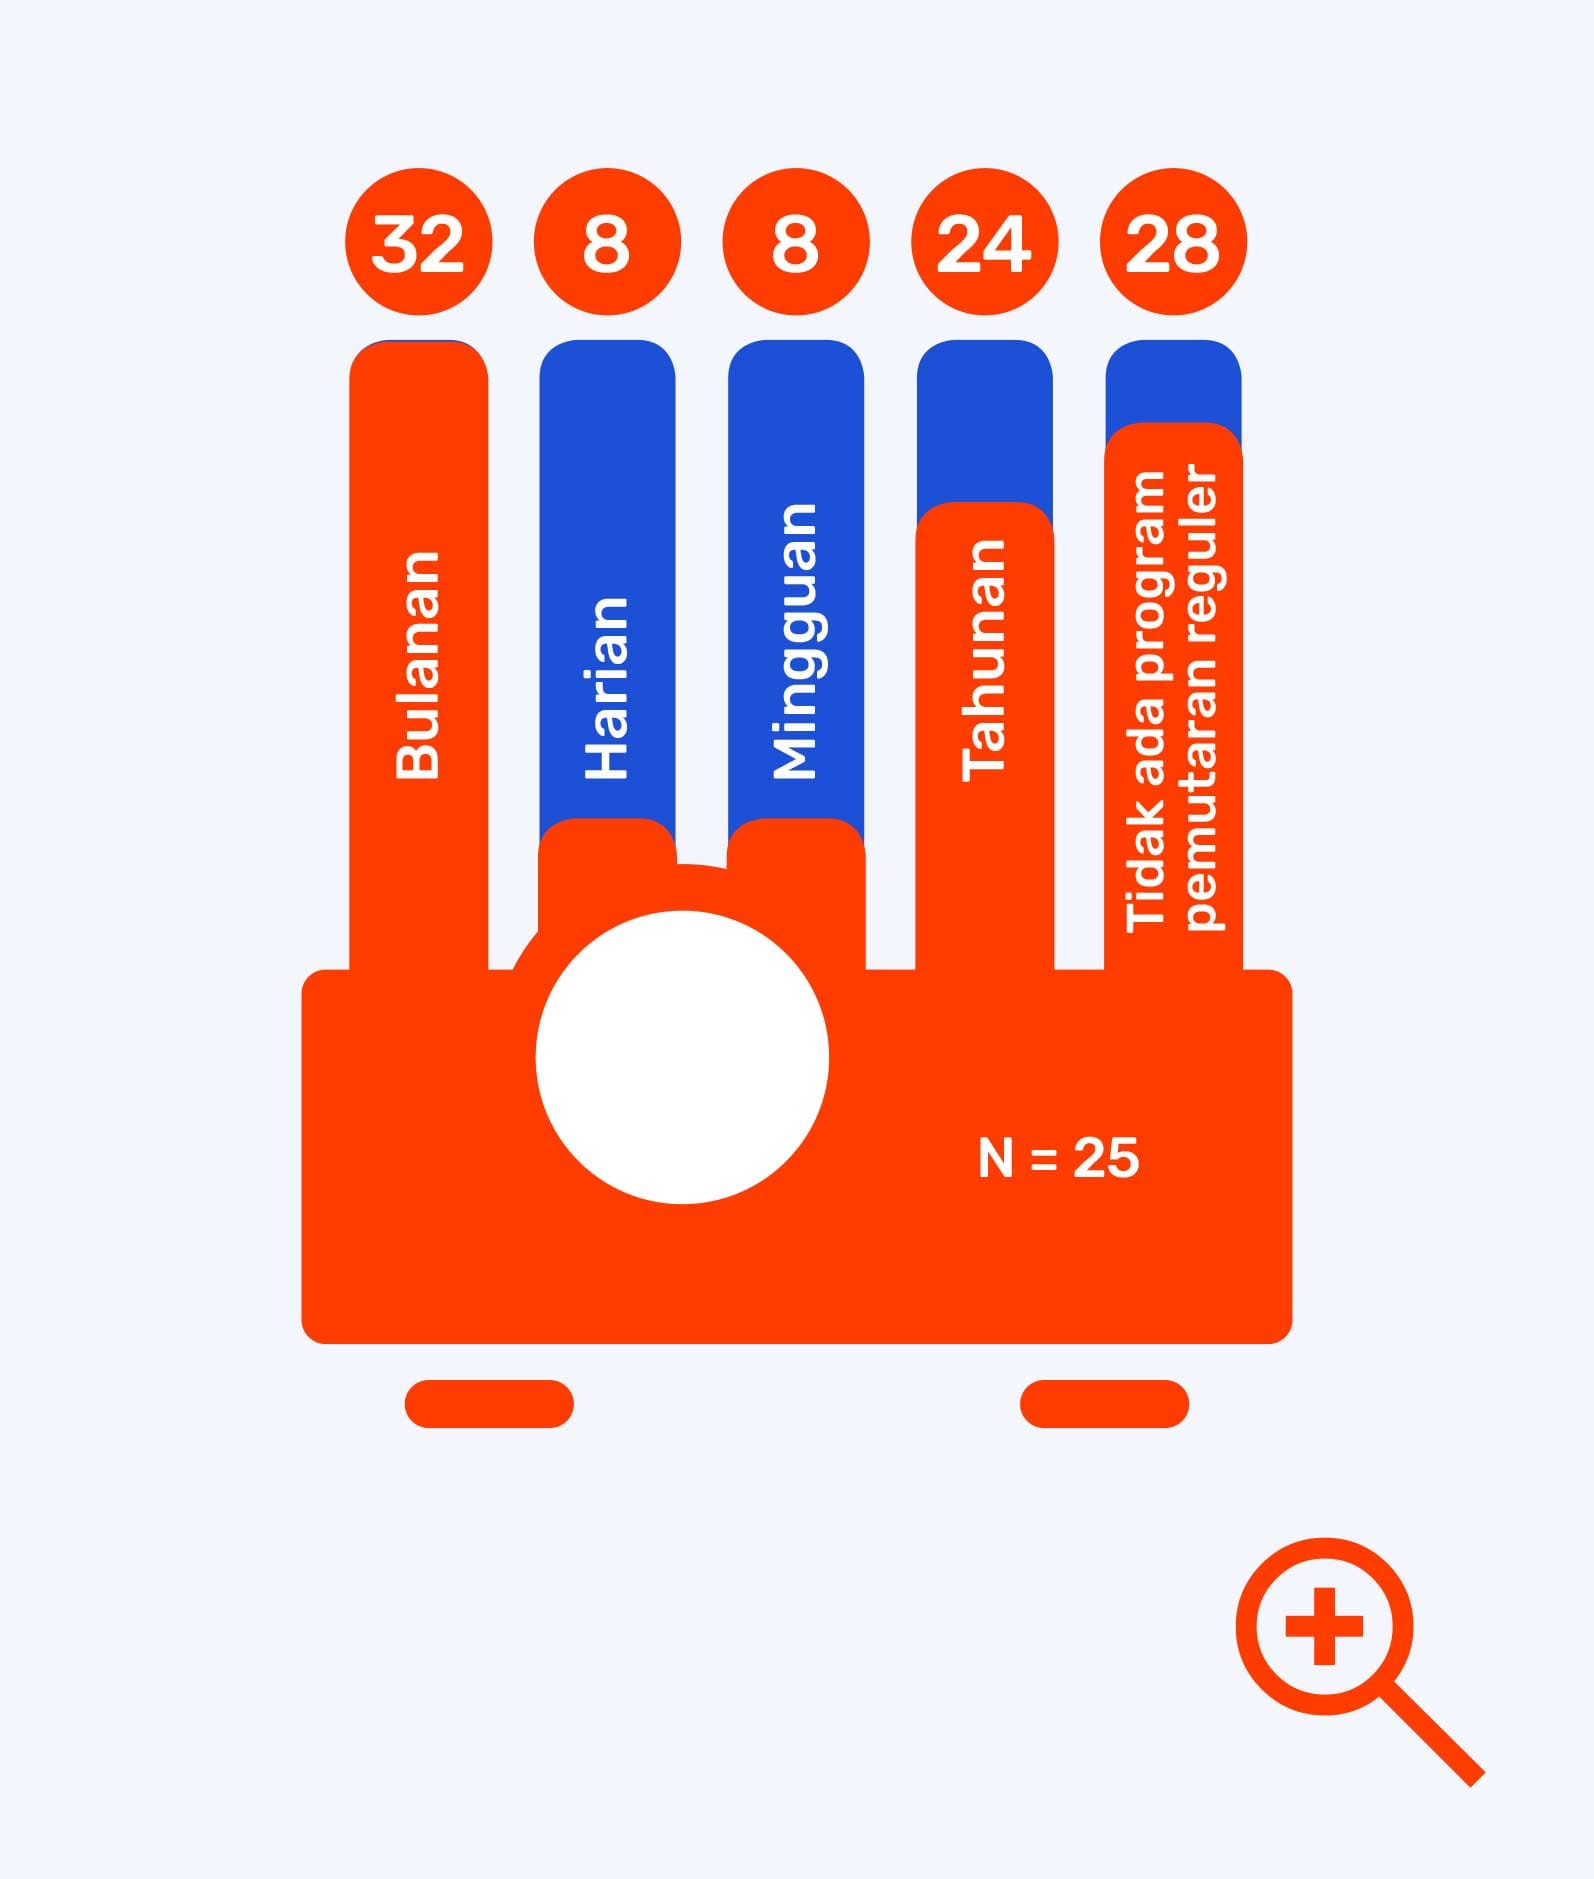 32
8
8
24
28
Bulanan
Harian
Mingguan
Tahunan
Tidak ada program
pemutaran reguler
N = 25